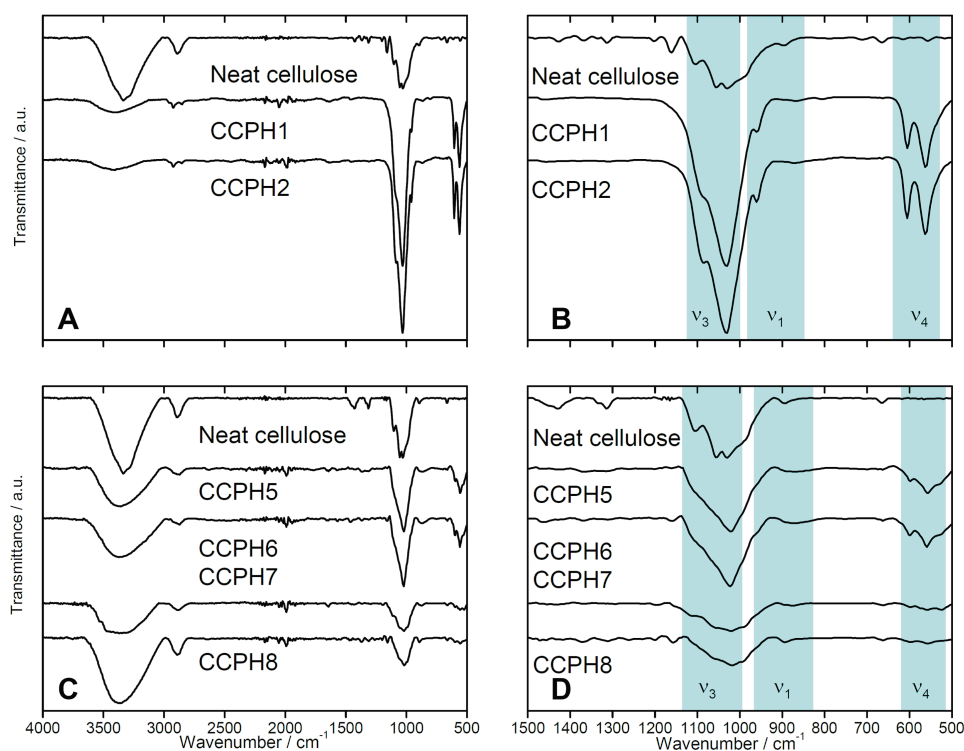 Transmittance / a.u.
Neat cellulose
CCPH1
CCPH2
A
Neat cellulose
CCPH1
CCPH2
B
ν3
ν1
ν4
Transmittance / a.u.
Neat cellulose
CCPH5
CCPH6
CCPH7
CCPH8
C
4000 3500 3000 2500 2000 1500 1000 500
Wavenumber / cm-1
Neat cellulose
CCPH5
CCPH6
CCPH7
CCPH8
D
ν3
ν1
ν4
1500 1400 1300 1200 1100 1000 900 800 700 600 500
Wavenumber / cm-1